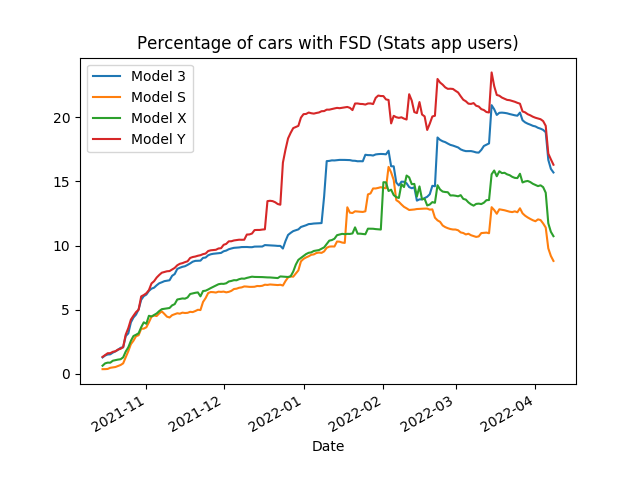 Percentage of cars with FSD (Stats app users)
Model 3
Model S
Model X
Model Y
20
15
10
5
0
2021-11
2021-12
2022-01
2022-02
2022-03
2022-04
Date